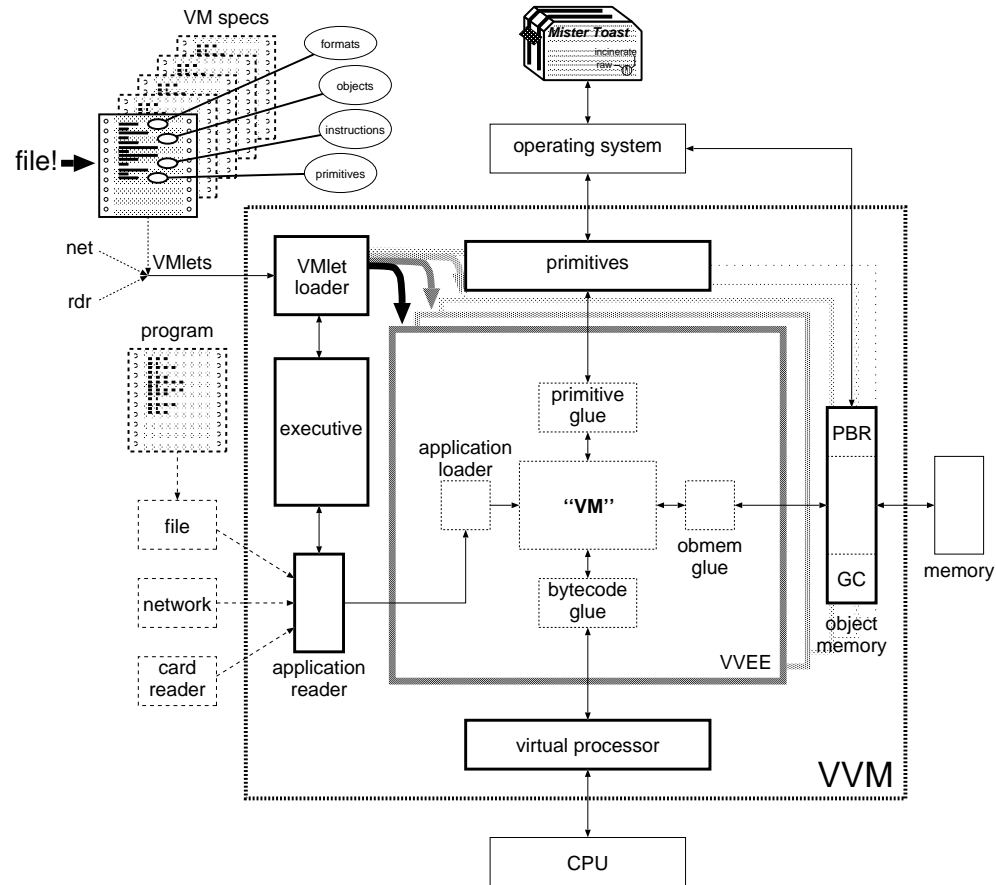 VM specs
formats
objects
instructions
primitives
file!
Mister Toast
incinerate
raw
operating system
net
VMlets
rdr
VMlet
loader
primitives
program
executive
primitive
glue
application
loader
“VM”
obmem
glue
bytecode
glue
PBR
GC
object
memory
memory
file
network
card
reader
application
reader
VVEE
virtual processor
VVM
CPU